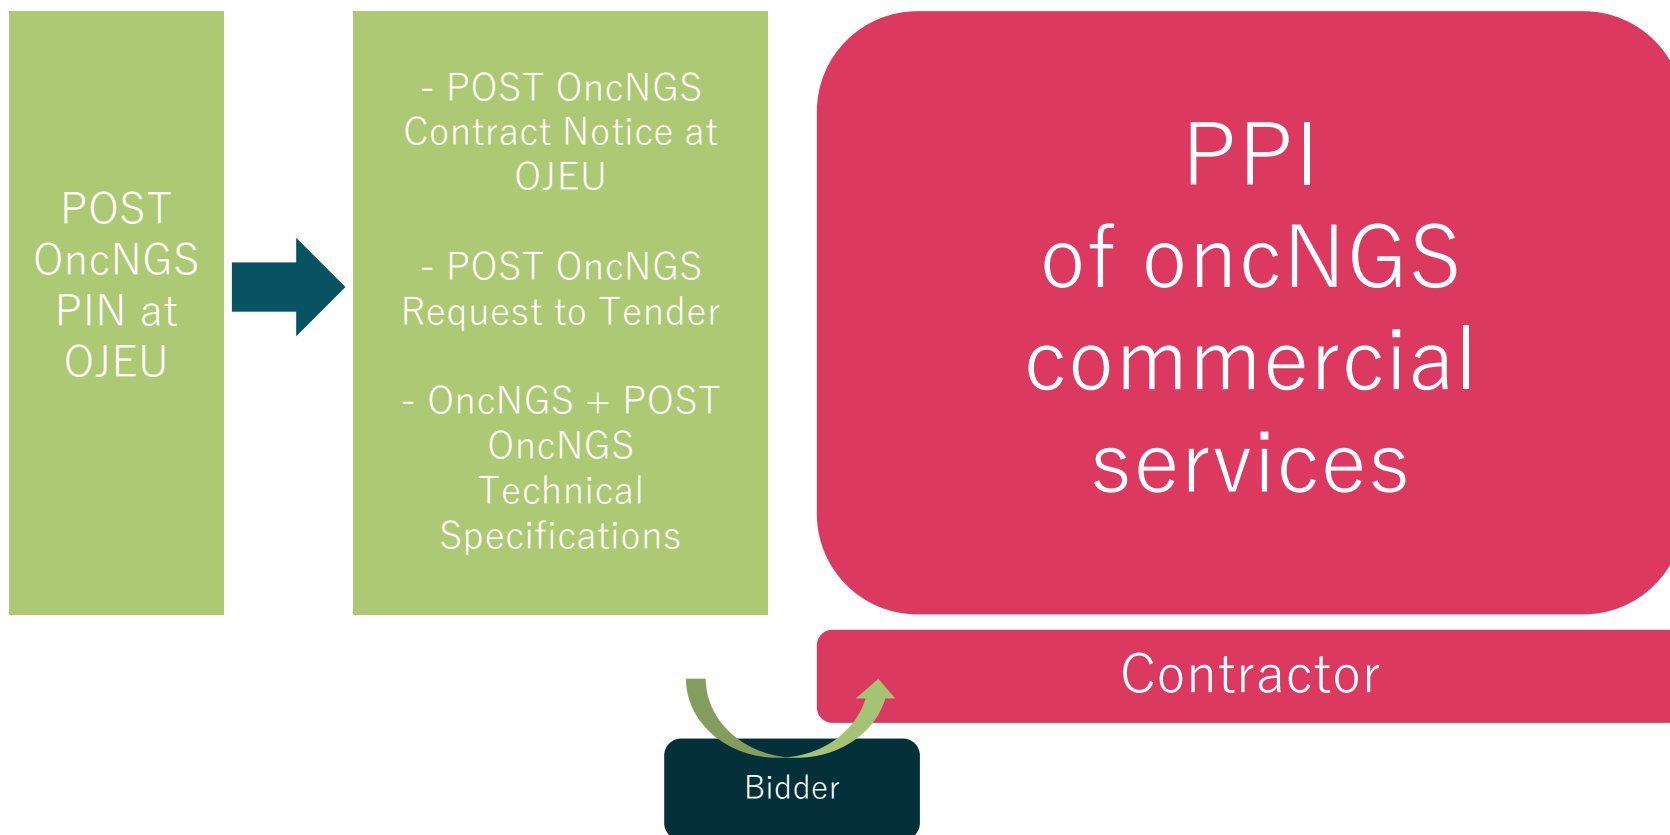 POST
OncNGS
PIN at
OJEU
- POST OncNGS
Contract Notice at
OJEU
- POST OncNGS
Request to Tender
- OncNGS + POST
OncNGS
Technical
Specifications
PPI
of oncNGS
commercial
services
Contractor
Bidder